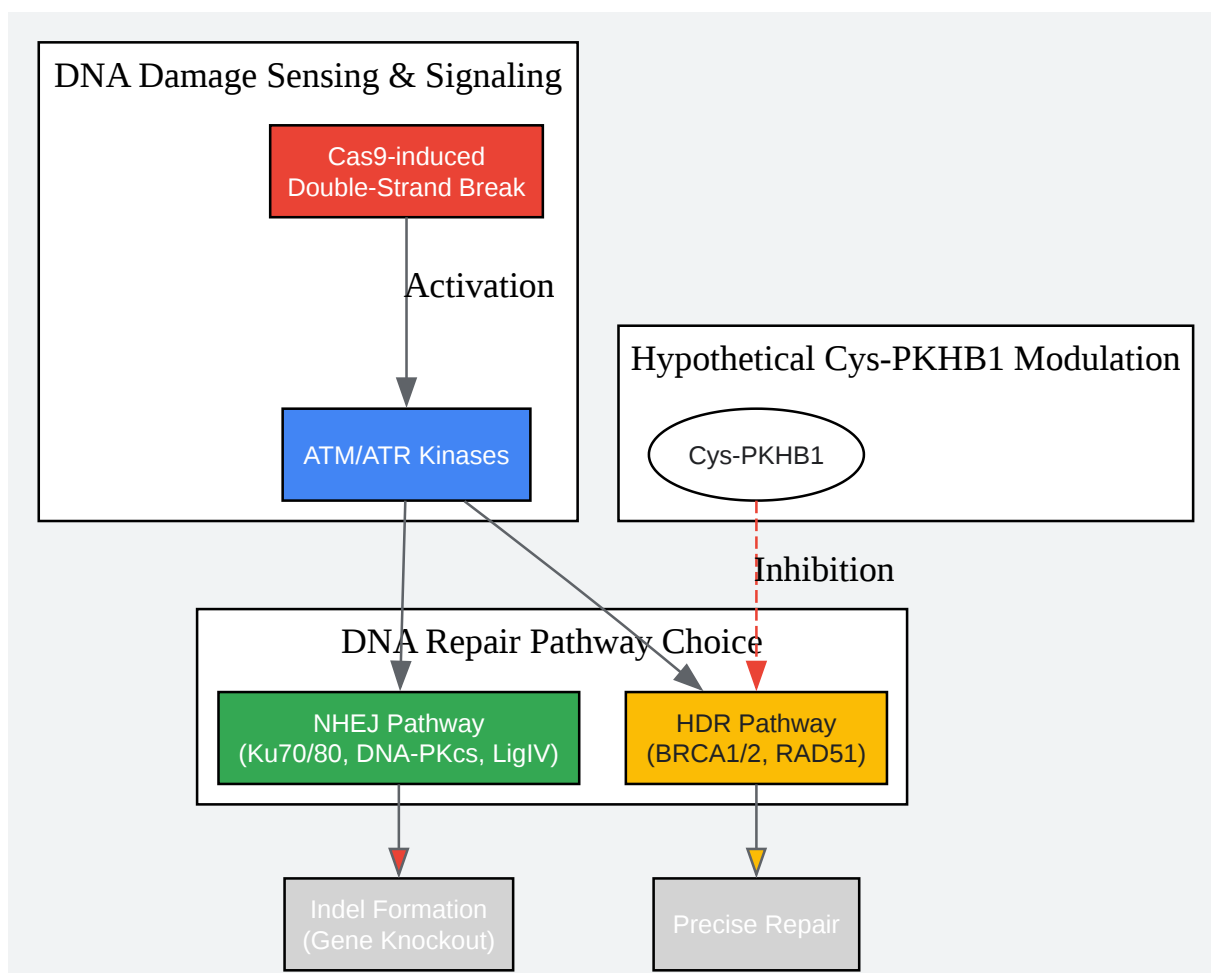 DNA Damage Sensing & Signaling
Cas9-induced
Double-Strand Break
Activation
ATM/ATR Kinases
Hypothetical Cys-PKHB1 Modulation
Cys-PKHB1
Inhibition
DNA Repair Pathway Choice
NHEJ Pathway
(Ku70/80, DNA-PKcs, LigIV)
HDR Pathway
(BRCA1/2, RAD51)
Indel Formation
(Gene Knockout)
Precise Repair